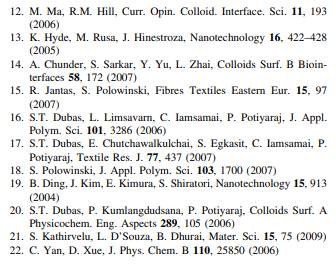 12. M. Ma, R.M. Hill, Curr. Opin. Colloid. Interface. Sci. 11, 193
(2006)
13. K. Hyde, M. Rusa, J. Hinestroza, Nanotechnology 16, 422–428
(2005)
14. A. Chunder, S. Sarkar, Y. Yu, L. Zhai, Colloids Surf. B Bioin-
terfaces 58, 172 (2007)
15. R. Jantas, S. Polowinski, Fibres Textiles Eastern Eur. 15, 97
(2007)
16. S.T. Dubas, L. Limsavarn, C. Iamsamai, P. Potiyaraj, J. Appl.
Polym. Sci. 101, 3286 (2006)
17. S.T. Dubas, E. Chutchawalkulchai, S. Egkasit, C. Iamsamai, P.
Potiyaraj, Textile Res. J. 77, 437 (2007)
18. S. Polowinski, J. Appl. Polym. Sci. 103, 1700 (2007)
19. B. Ding, J. Kim, E. Kimura, S. Shiratori, Nanotechnology 15, 913
(2004)
20. S.T. Dubas, P. Kumlangdudsana, P. Potiyaraj, Colloids Surf. A
Physicochem. Eng. Aspects 289, 105 (2006)
21. S. Kathirvelu, L. D'Souza, B. Dhurai, Mater. Sci. 15, 75 (2009)
22. C. Yan, D. Xue, J. Phys. Chem. B 110, 25850 (2006)